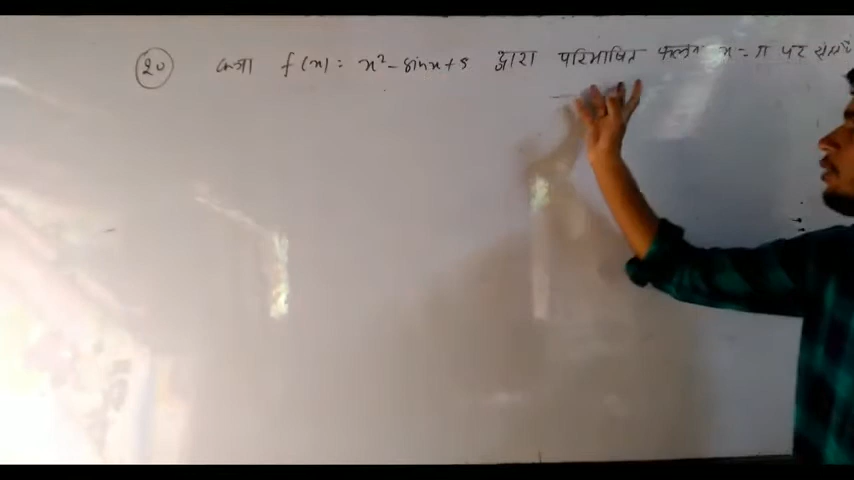 20 क्या f(x) = x² - sinx + 5 द्वारा परिभाषित फलन x = π पर